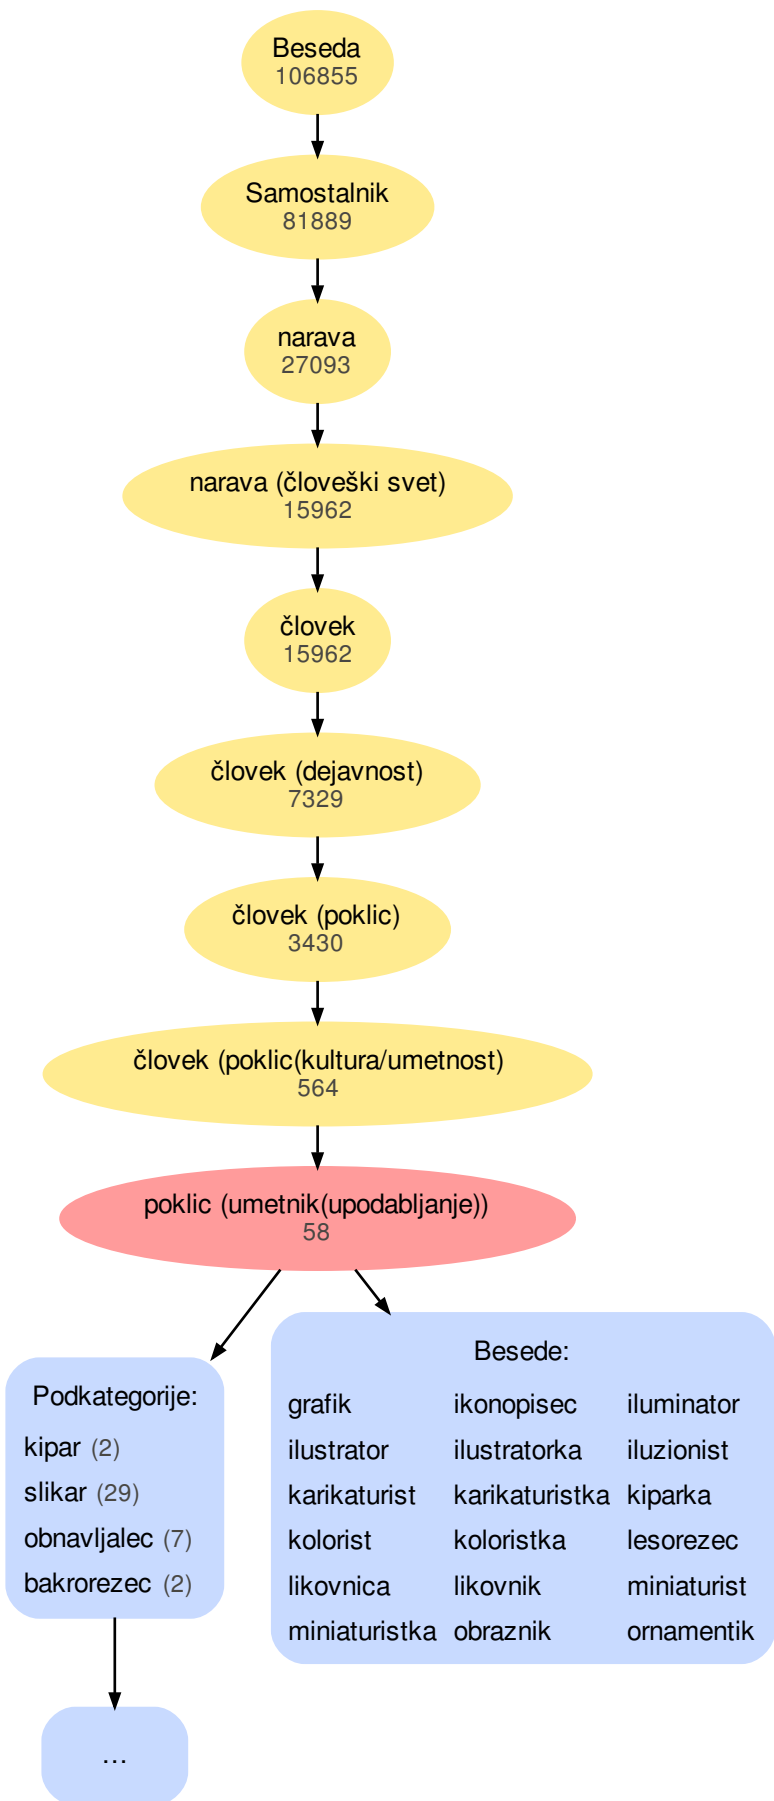 Beseda
106855
Samostalnik
81889
narava
27093
narava (človeški svet)
15962
človek
15962
človek (dejavnost)
7329
človek (poklic)
3430
človek (poklic(kultura/umetnost)
564
poklic (umetnik(upodabljanje))
58
Podkategorije:
kipar (2)
slikar (29)
obnavljalec (7)
bakrorezec (2)
...
Besede:
grafik ikonopisec iluminator
ilustrator ilustratorka iluzionist
karikaturist karikaturistka kiparka
kolorist koloristka lesorezec
likovnica likovnik miniaturist
miniaturistka obraznik ornamentik